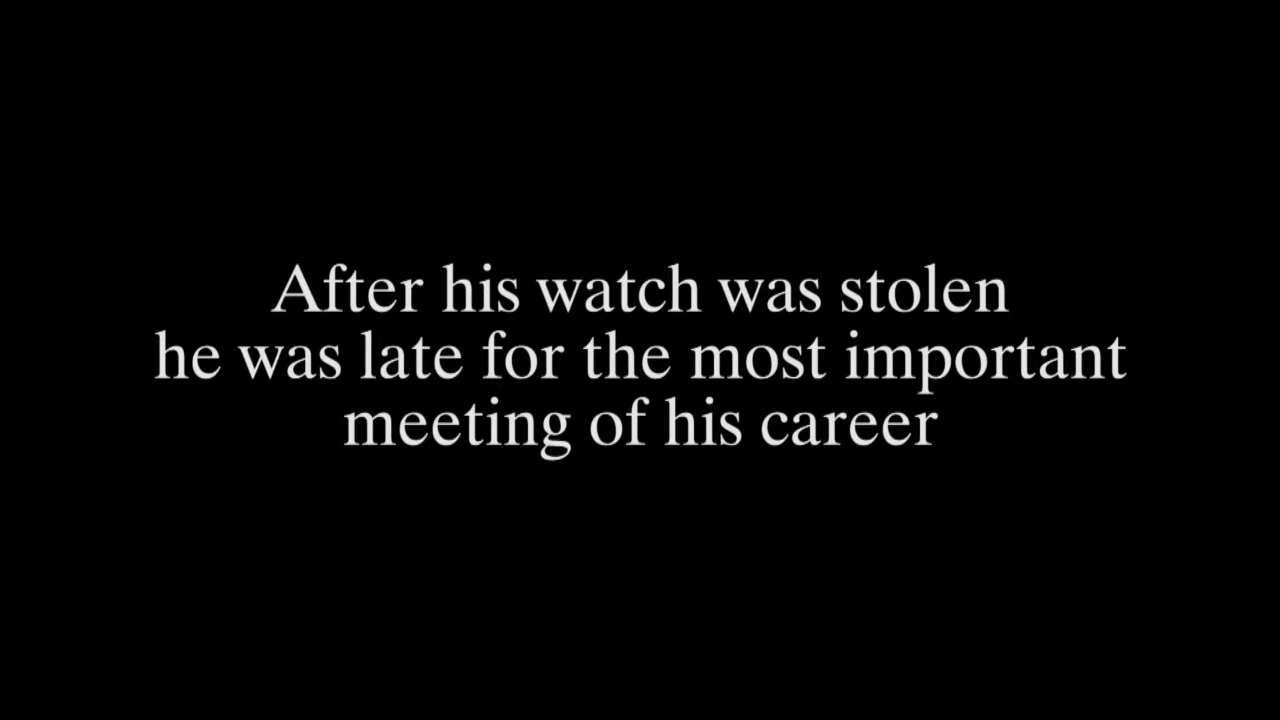 After his watch was stolen
he was late for the most important
meeting of his career